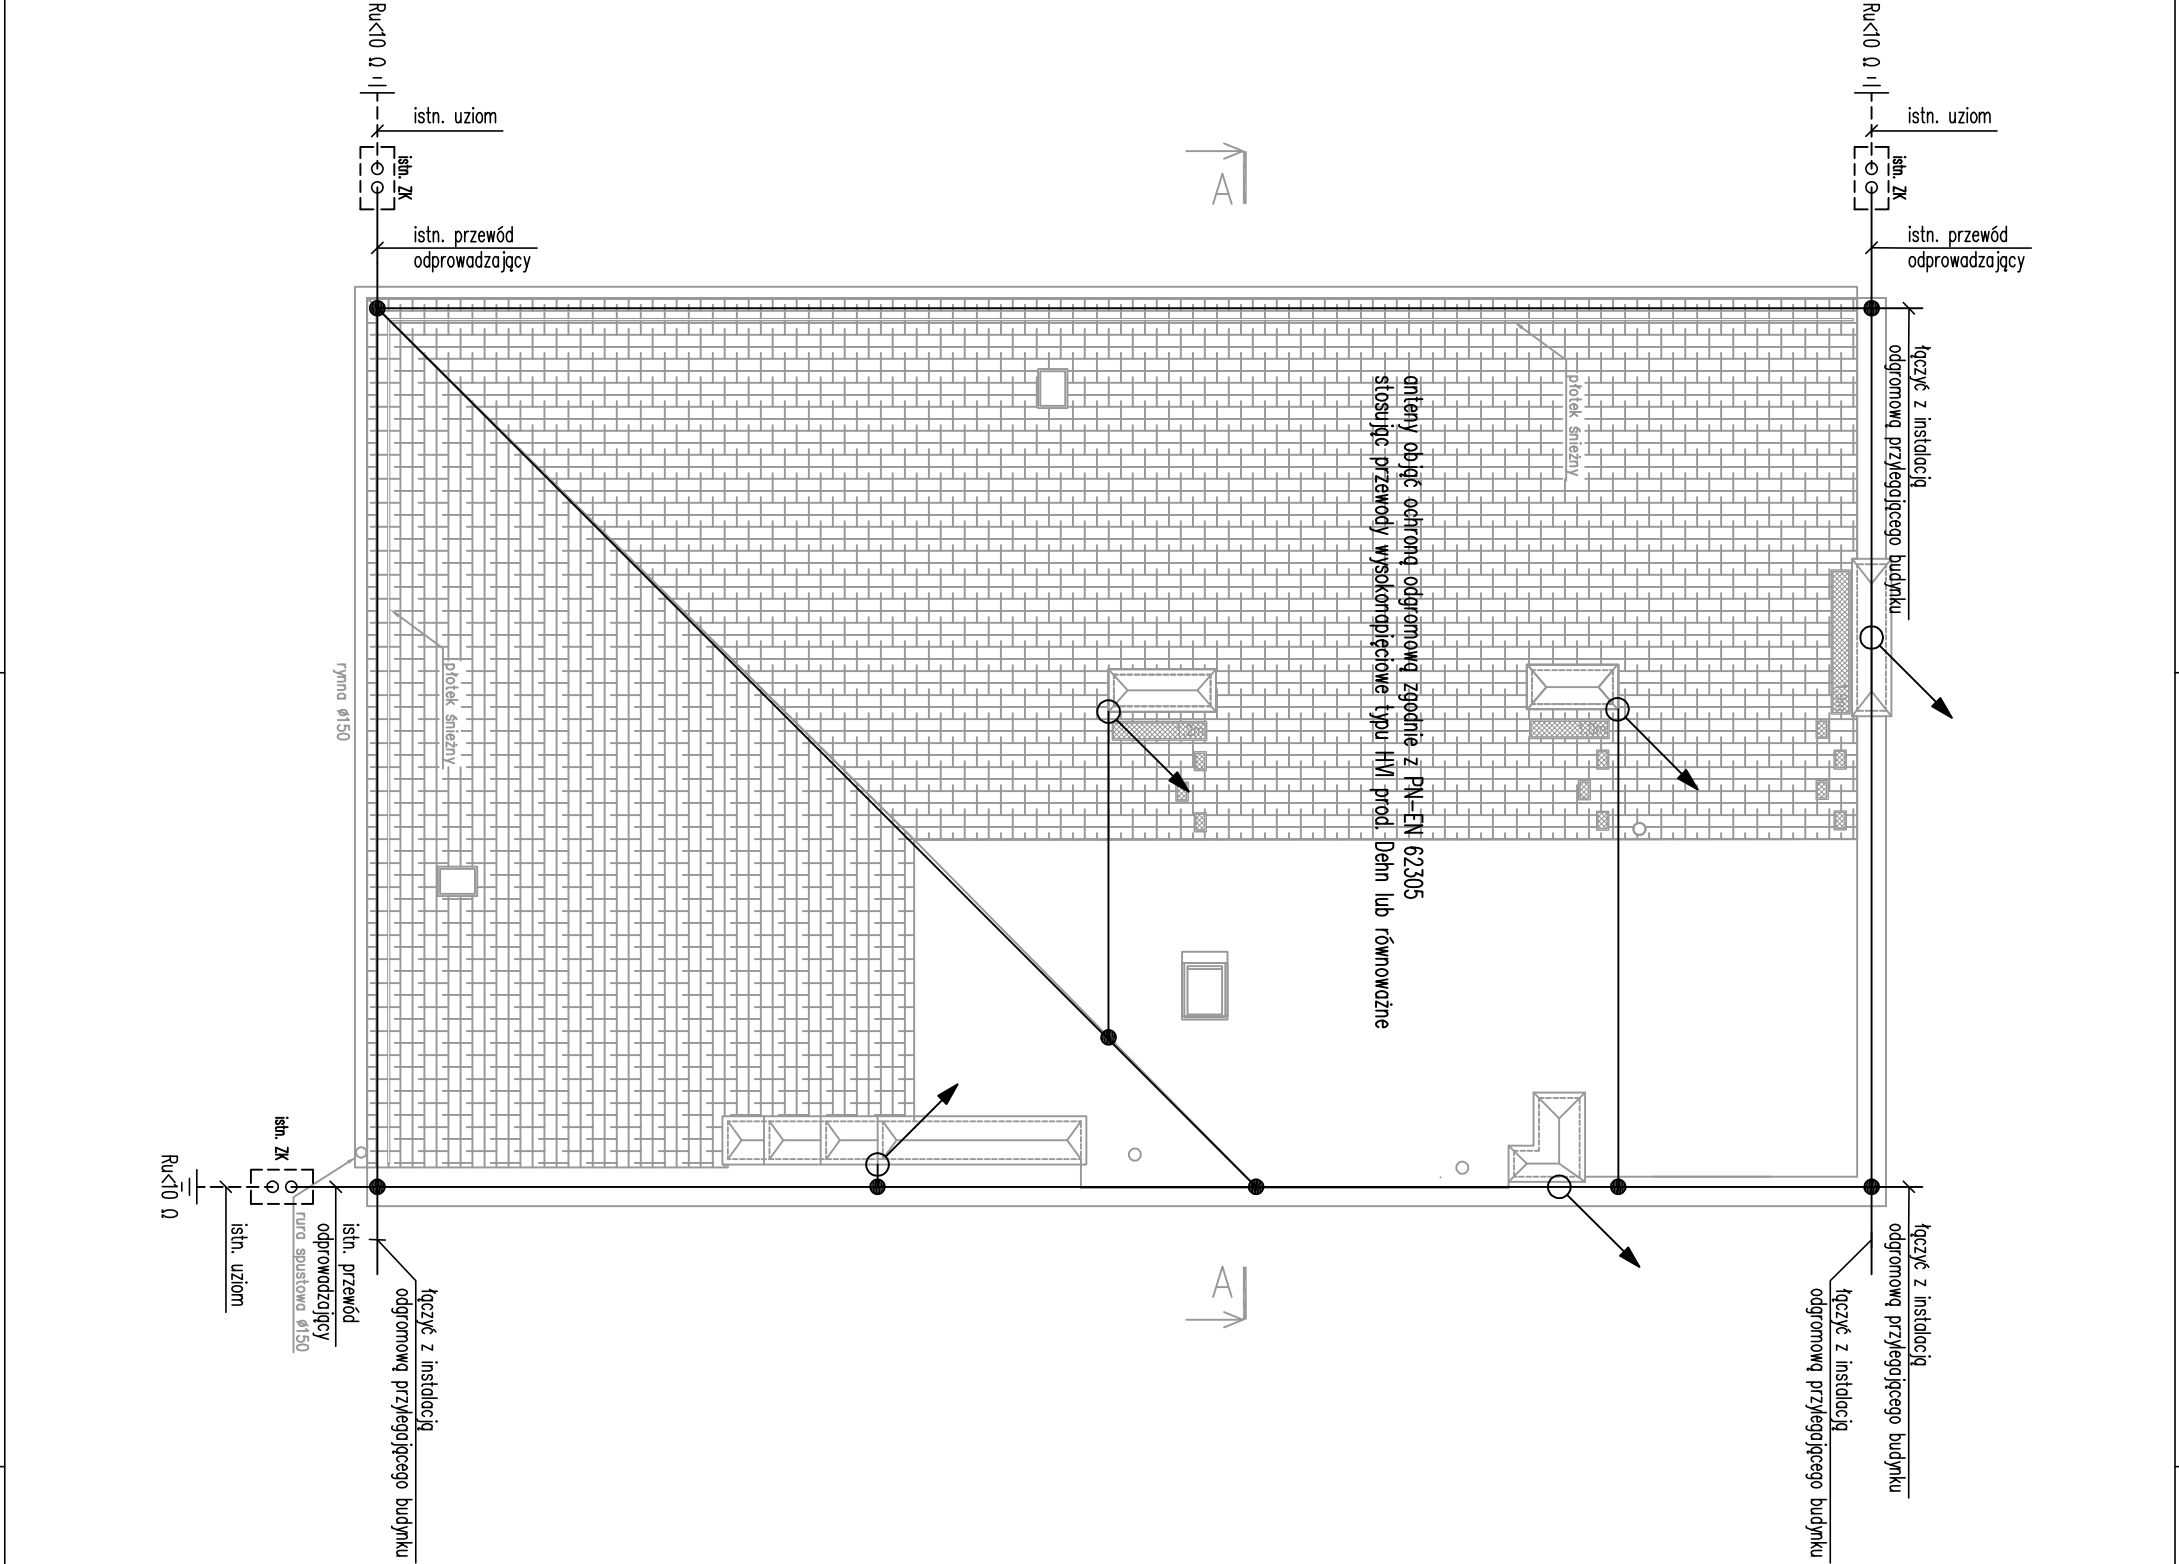 Ru<10 Ω
istn. uziom
istn. ZK
istn. przewód
odprowadzający
Ru<10 Ω
istn. uziom
istn. ZK
istn. przewód
odprowadzający
A
łączyć z instalacją
odgromową przylegającego budynku
płotek śnieżny
anteny objąć ochroną odgromową zgodnie z PN-EN 62305
stosując przewody wysokonapięciowe typu HVI prod. Dehn lub równoważne
płotek śnieżny
rynna ø150
istn. ZK
Ru<10 Ω
istn. uziom
istn. przewód
odprowadzający
rura spustowa ø150
łączyć z instalacją
odgromową przylegającego budynku
A
łączyć z instalacją
odgromową przylegającego budynku
łączyć z instalacją
odgromową przylegającego budynku